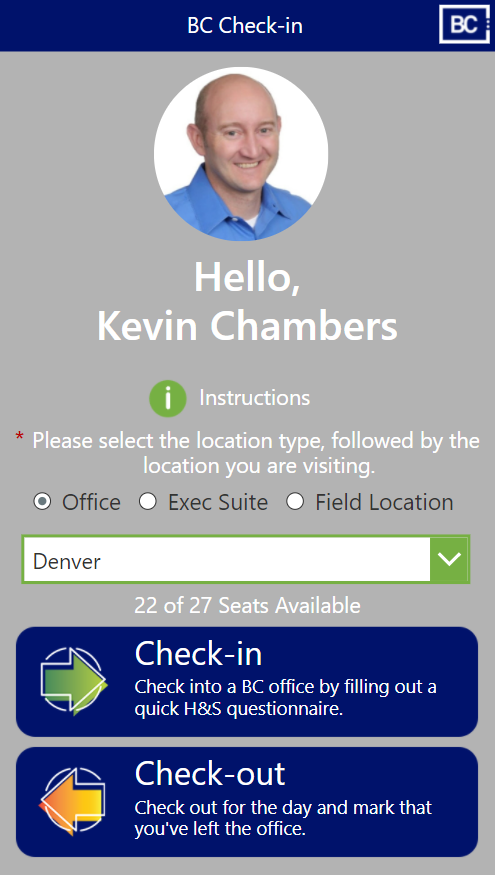 BC Check-in
BC
Hello,
Kevin Chambers
i Instructions
* Please select the location type, followed by the
location you are visiting.
Office Exec Suite Field Location
Denver
22 of 27 Seats Available
Check-in
Check into a BC office by filling out a
quick H&S questionnaire.
Check-out
Check out for the day and mark that
you've left the office.